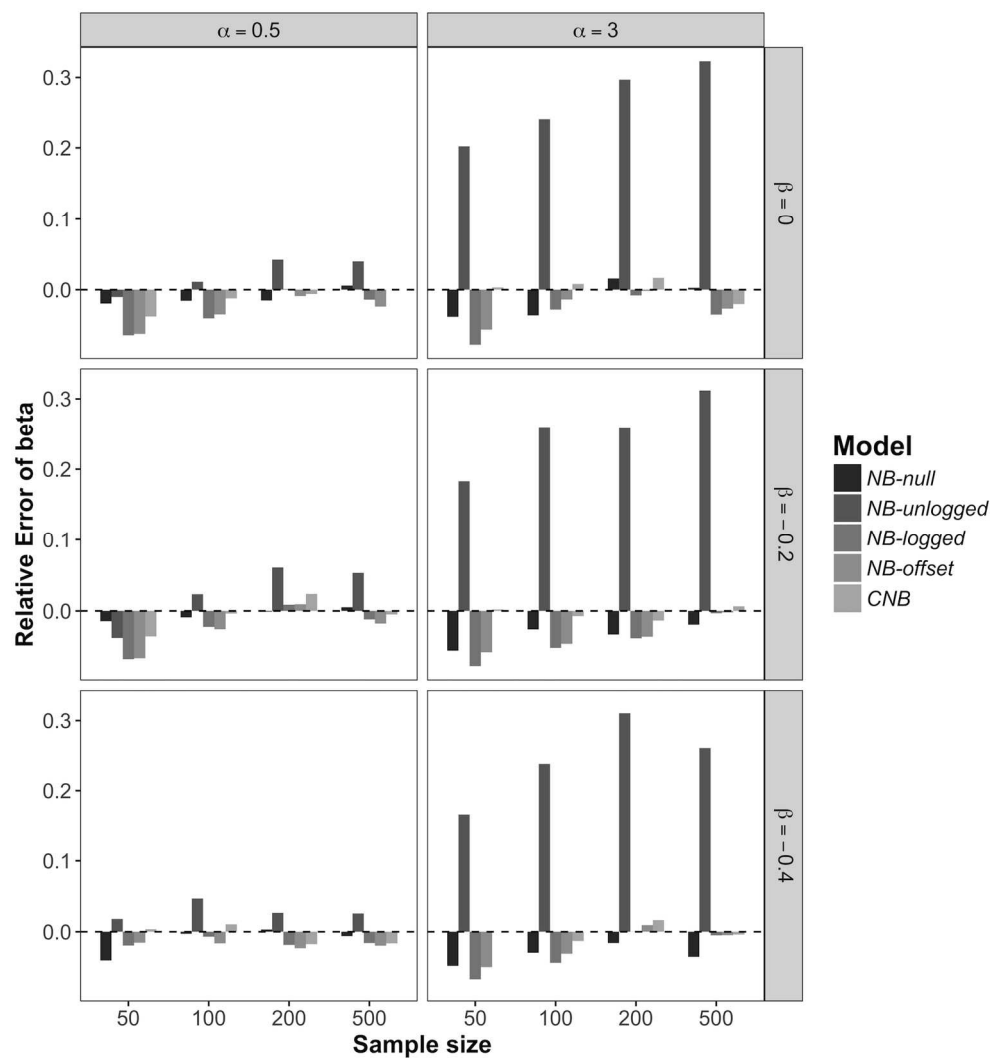 α = 0.5
α = 3
0.3
0.2
0.1
0.0
β = 0
0.3
0.2
0.1
0.0
β = −0.2
0.3
0.2
0.1
0.0
β = −0.4
50 100 200 500
50 100 200 500
Sample size
Relative Error of beta
Model
NB-null
NB-unlogged
NB-logged
NB-offset
CNB